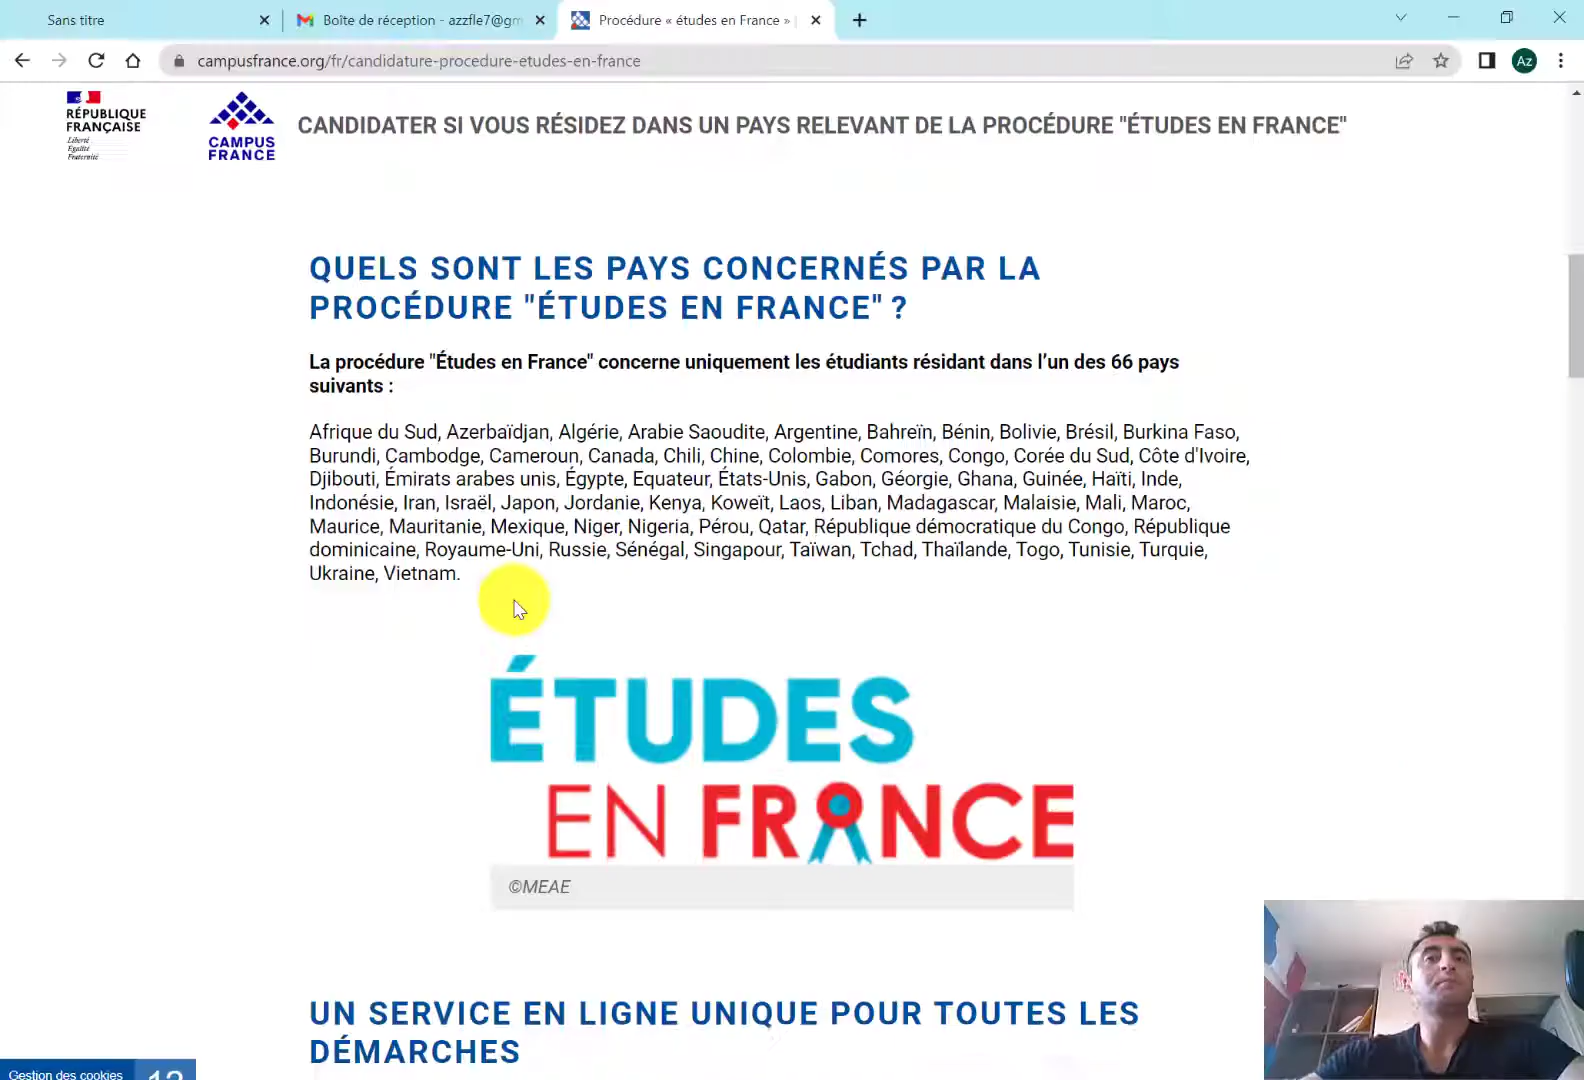 Sans titre
Boîte de réception - azzfle7@gm
Procédure « études en France » |
campusfrance.org/fr/candidature-procedure-etudes-en-france
Az
RÉPUBLIQUE
FRANÇAISE
Liberté
Égalité
Fraternité
CAMPUS
FRANCE
CANDIDATER SI VOUS RÉSIDEZ DANS UN PAYS RELEVANT DE LA PROCÉDURE "ÉTUDES EN FRANCE"
QUELS SONT LES PAYS CONCERNÉS PAR LA
PROCÉDURE "ÉTUDES EN FRANCE" ?
La procédure "Études en France" concerne uniquement les étudiants résidant dans l’un des 66 pays
suivants :
Afrique du Sud, Azerbaïdjan, Algérie, Arabie Saoudite, Argentine, Bahreïn, Bénin, Bolivie, Brésil, Burkina Faso,
Burundi, Cambodge, Cameroun, Canada, Chili, Chine, Colombie, Comores, Congo, Corée du Sud, Côte d'Ivoire,
Djibouti, Émirats arabes unis, Égypte, Equateur, États-Unis, Gabon, Géorgie, Ghana, Guinée, Haïti, Inde,
Indonésie, Iran, Israël, Japon, Jordanie, Kenya, Koweït, Laos, Liban, Madagascar, Malaisie, Mali, Maroc,
Maurice, Mauritanie, Mexique, Niger, Nigeria, Pérou, Qatar, République démocratique du Congo, République
dominicaine, Royaume-Uni, Russie, Sénégal, Singapour, Taïwan, Tchad, Thaïlande, Togo, Tunisie, Turquie,
Ukraine, Vietnam.
ÉTUDES
EN FRANCE
©MEAE
UN SERVICE EN LIGNE UNIQUE POUR TOUTES LES
DÉMARCHES
Gestion des cookies